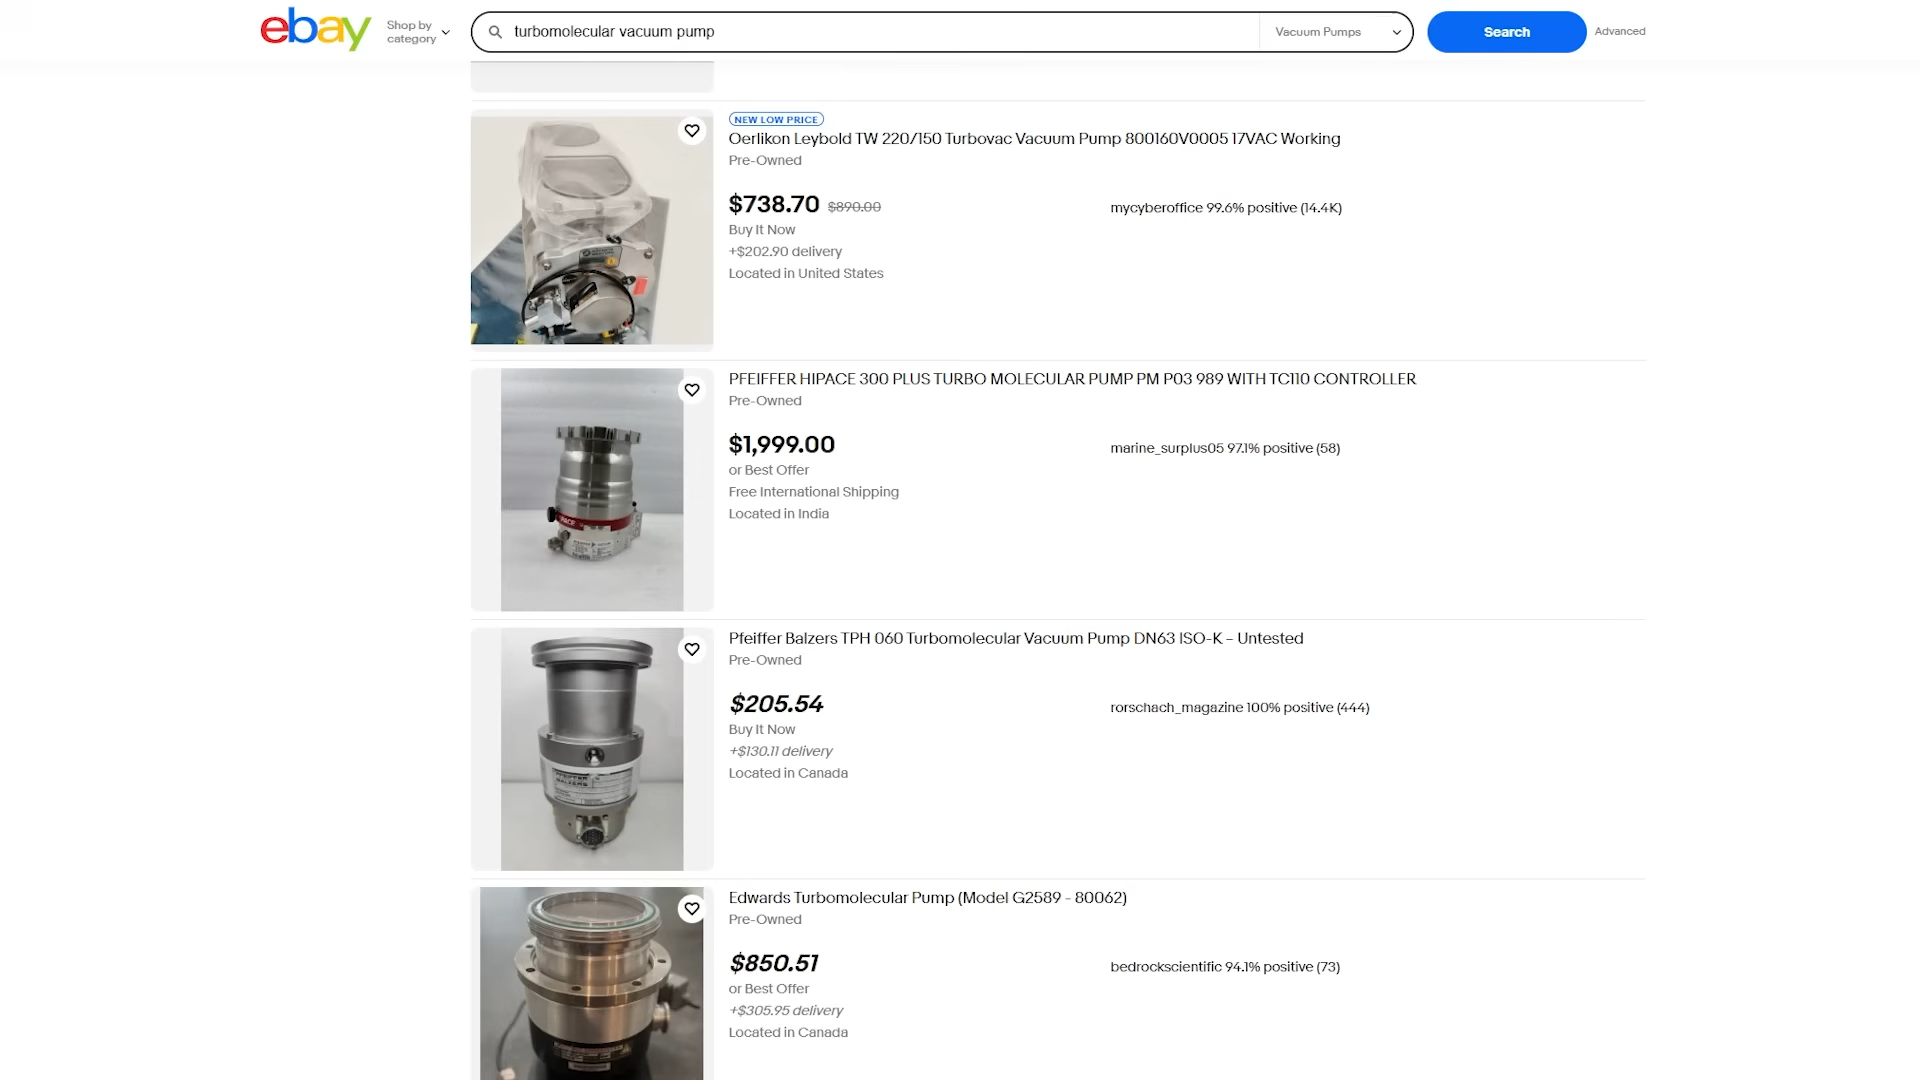 ebay
Shop by
category
turbomolecular vacuum pump
Vacuum Pumps
Search
Advanced
NEW LOW PRICE
Oerlikon Leybold TW 220/150 Turbovac Vacuum Pump 800160V0005 17VAC Working
Pre-Owned
$738.70 $890.00
mycyberoffice 99.6% positive (14.4K)
Buy It Now
+$202.90 delivery
Located in United States
PFEIFFER HIPACE 300 PLUS TURBO MOLECULAR PUMP PM P03 989 WITH TC110 CONTROLLER
Pre-Owned
$1,999.00
marine_surplus05 97.1% positive (58)
or Best Offer
Free International Shipping
Located in India
Pfeiffer Balzers TPH 060 Turbomolecular Vacuum Pump DN63 ISO-K – Untested
Pre-Owned
$205.54
rorschach_magazine 100% positive (444)
Buy It Now
+$130.11 delivery
Located in Canada
PFEIFFER
BALZERS
Edwards Turbomolecular Pump (Model G2589 - 80062)
Pre-Owned
$850.51
bedrockscientific 94.1% positive (73)
or Best Offer
+$305.95 delivery
Located in Canada